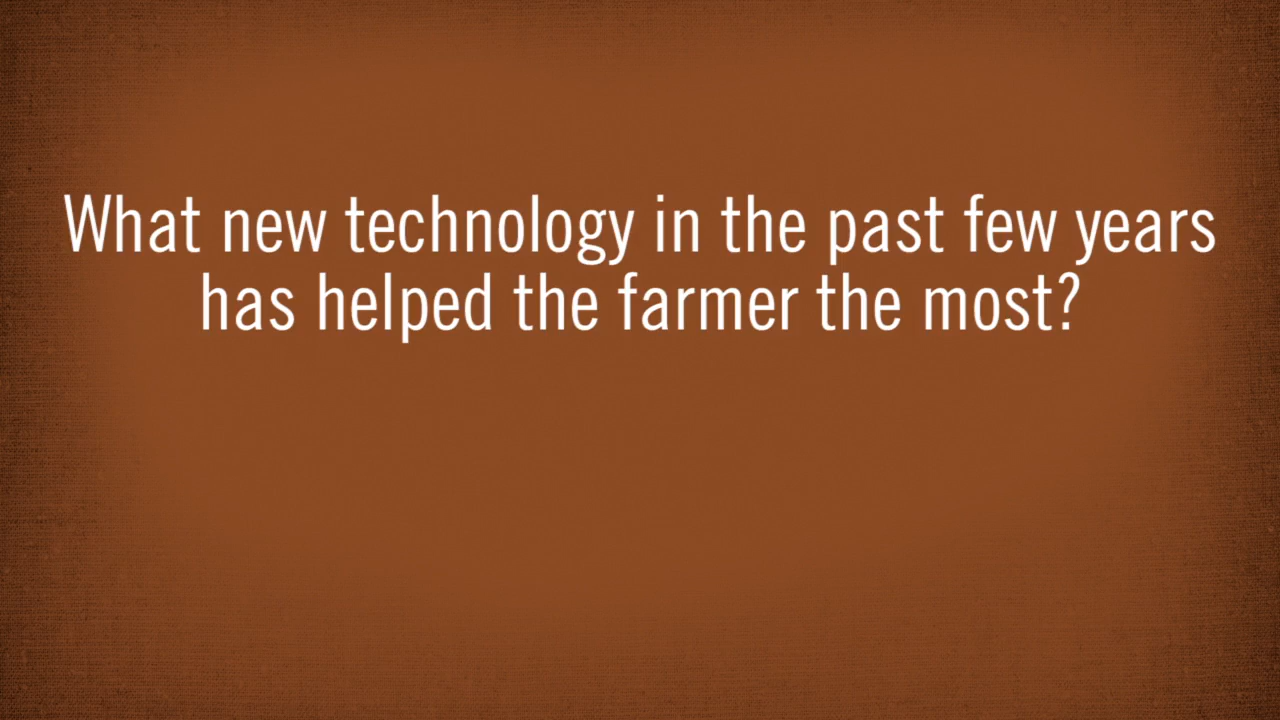 What new technology in the past few years
has helped the farmer the most?